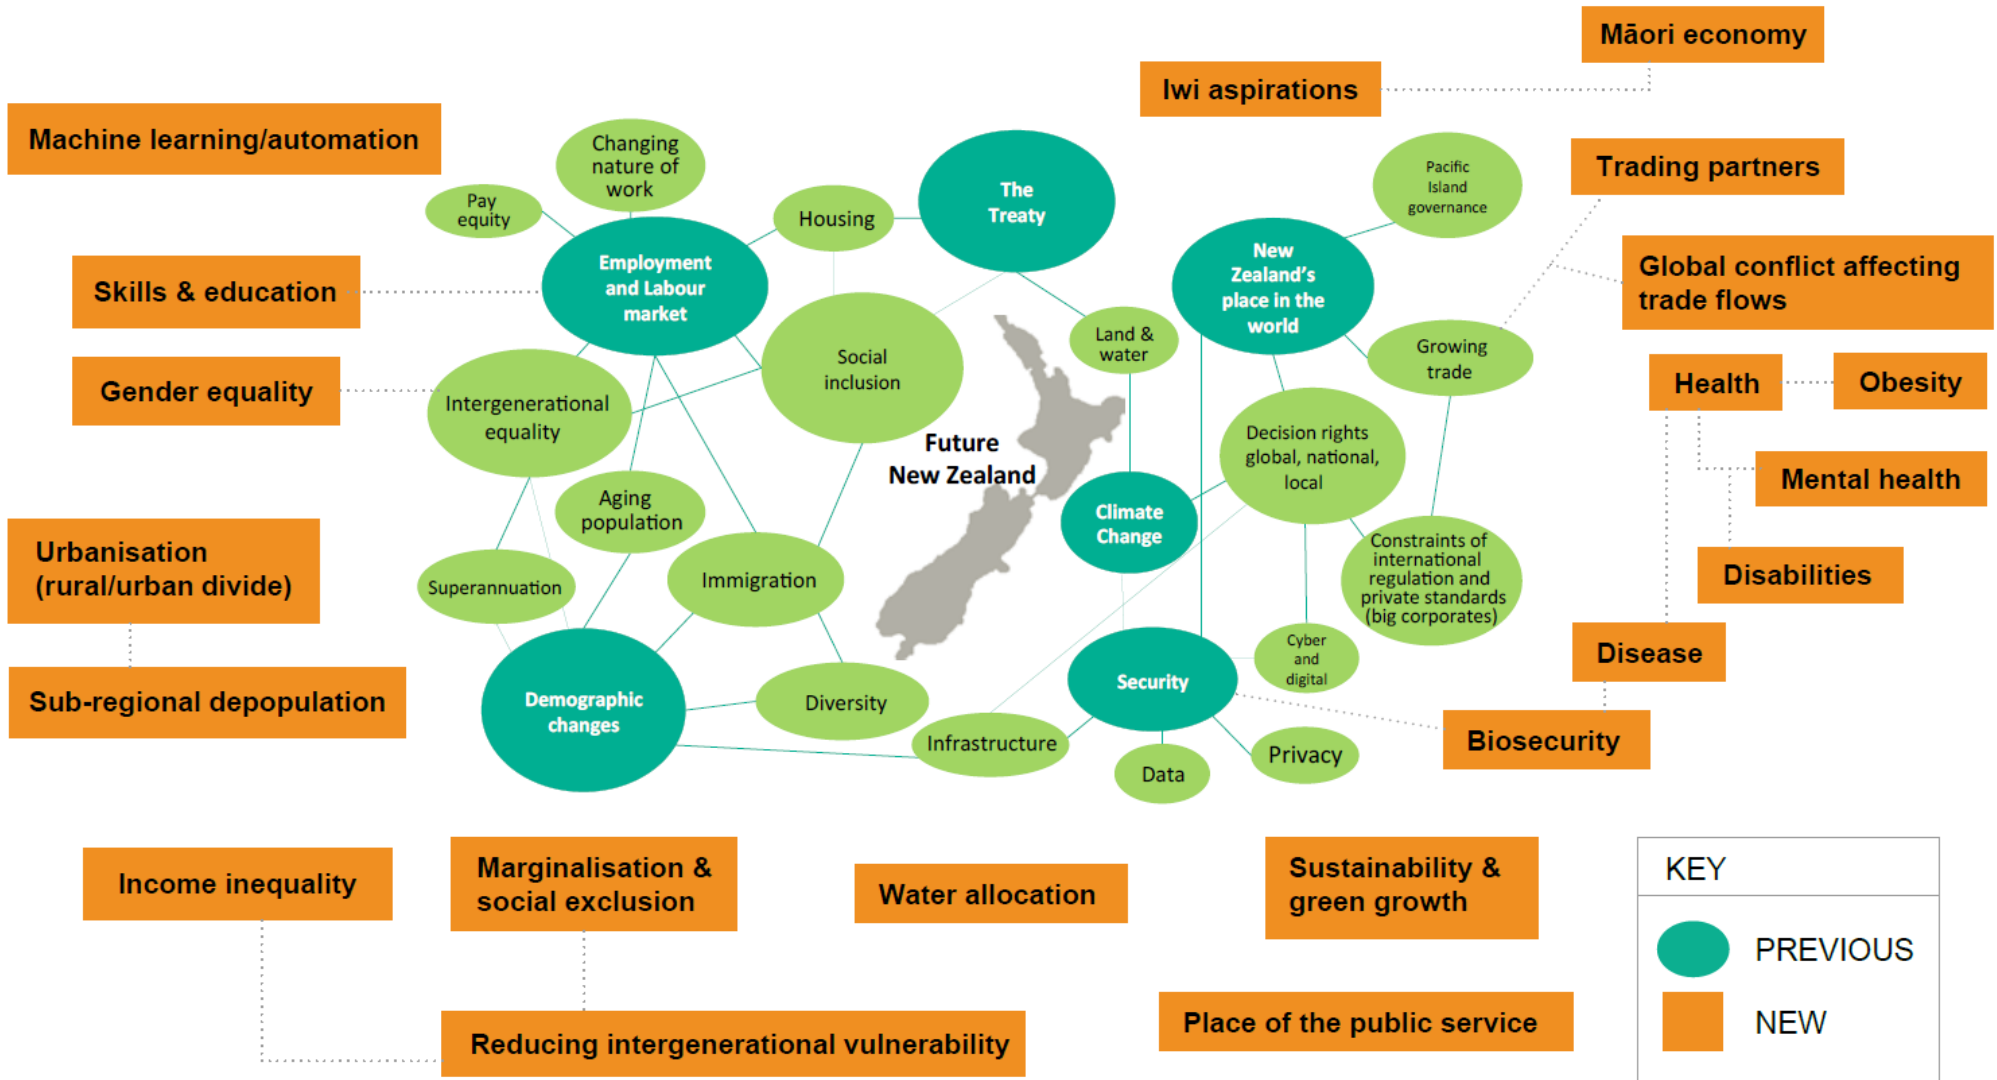 Māori economy
Iwi aspirations
Machine learning/automation
Changing
nature of
work
Pay
equity
Housing
The
Treaty
Pacific
Island
governance
Trading partners
Skills & education
Employment
and Labour
market
New
Zealand's
place in the
world
Global conflict affecting
trade flows
Gender equality
Intergenerational
equality
Social
inclusion
Land &
water
Growing
trade
Health
Obesity
Future
New Zealand
Decision rights
global, national,
local
Mental health
Aging
population
Climate
Change
Constraints of
international
regulation and
private standards
(big corporates)
Disabilities
Urbanisation
(rural/urban divide)
Superannuation
Immigration
Cyber
and
digital
Disease
Sub-regional depopulation
Demographic
changes
Diversity
Security
Infrastructure
Data
Privacy
Biosecurity
Income inequality
Marginalisation &
social exclusion
Water allocation
Sustainability &
green growth
Reducing intergenerational vulnerability
Place of the public service
KEY
PREVIOUS
NEW